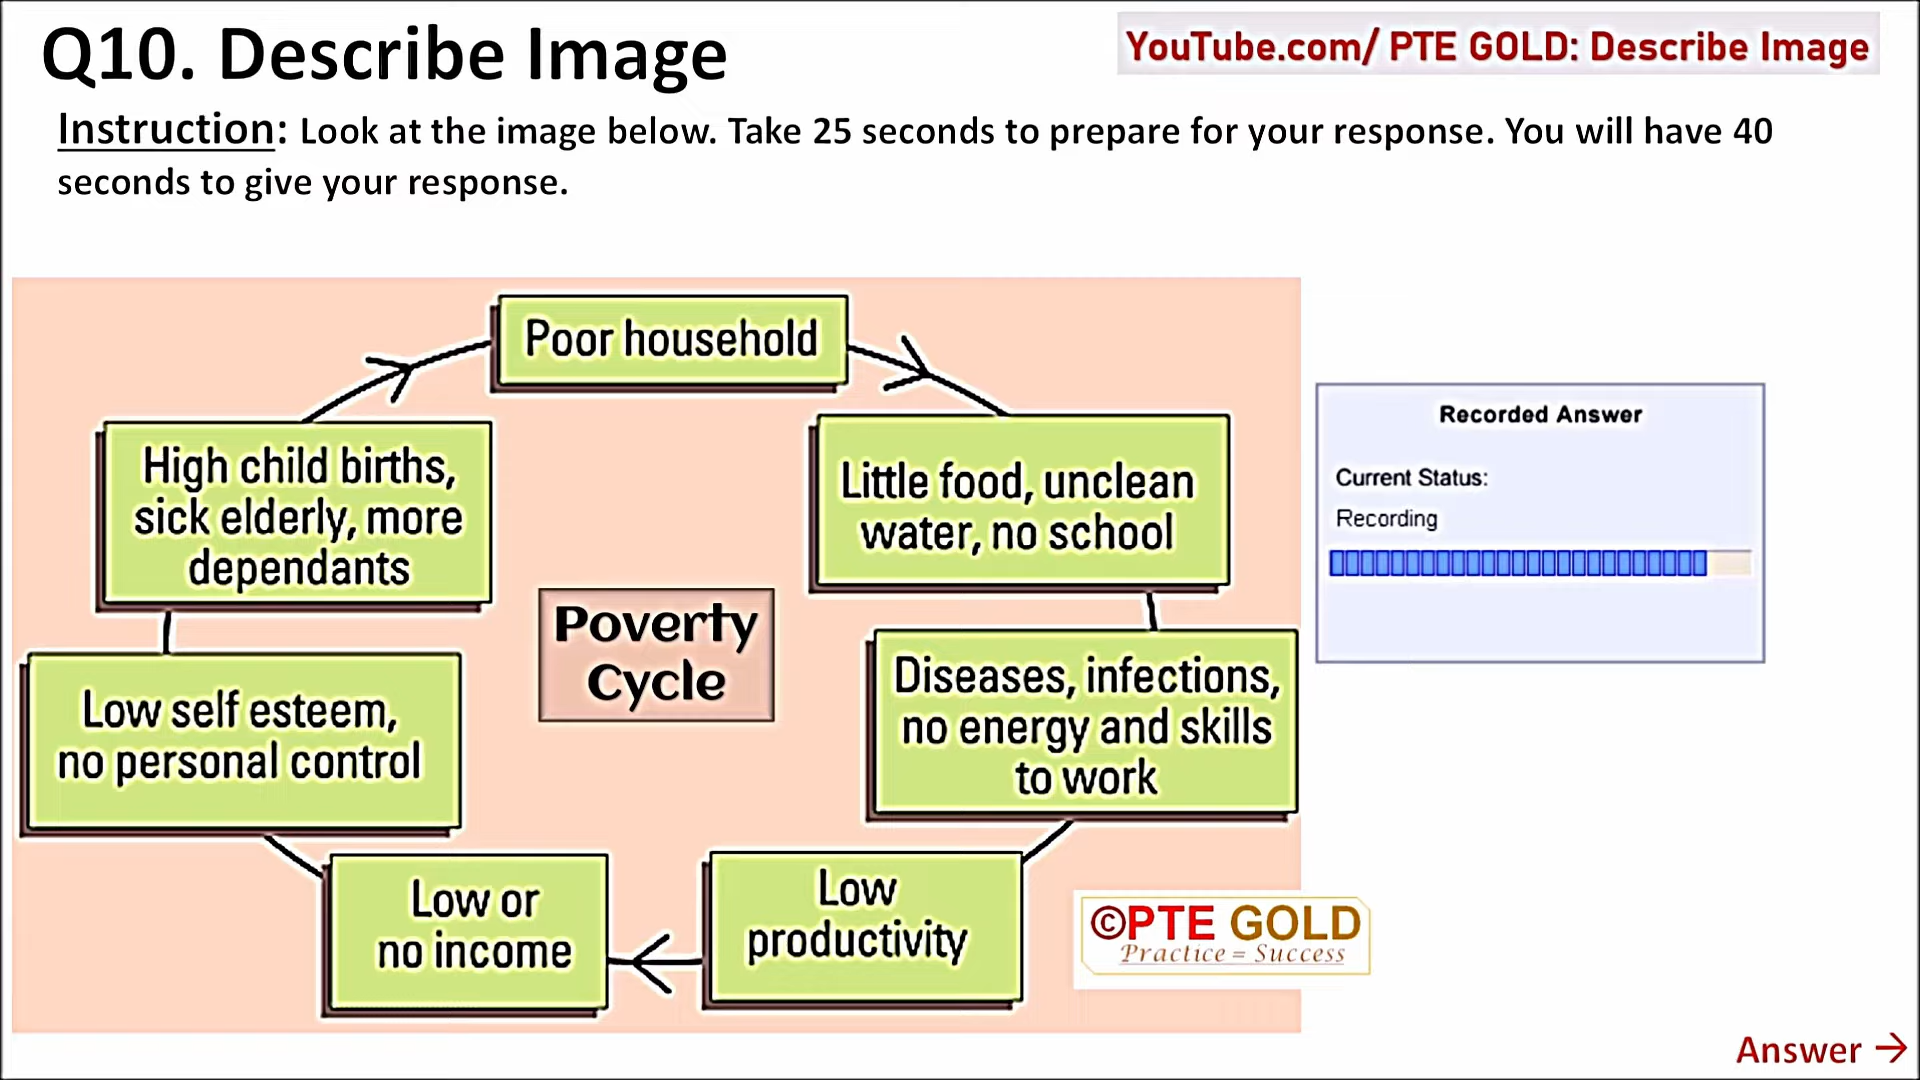 Q10. Describe Image
YouTube.com/ PTE GOLD: Describe Image
Instruction: Look at the image below. Take 25 seconds to prepare for your response. You will have 40
seconds to give your response.
Poor household
High child births,
sick elderly, more
dependants
Little food, unclean
water, no school
Recorded Answer
Current Status:
Recording
Poverty
Cycle
Low self esteem,
no personal control
Diseases, infections,
no energy and skills
to work
Low or
no income
Low
productivity
©PTE GOLD
Practice = Success
Answer →